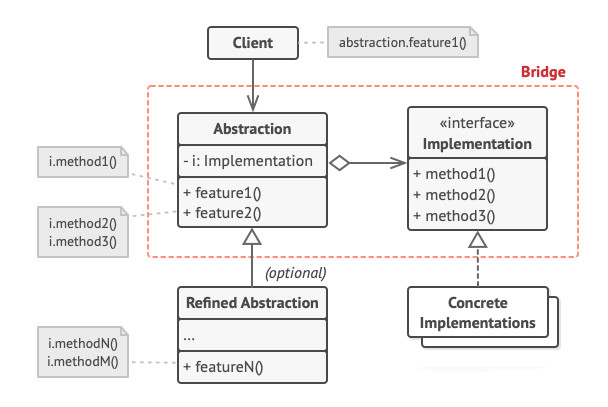 Client
abstraction.feature1()
Bridge
Abstraction
- i: Implementation
+ feature1()
+ feature2()
«interface»
Implementation
+ method1()
+ method2()
+ method3()
i.method1()
i.method2()
i.method3()
(optional)
Refined Abstraction
...
+ featureN()
Concrete
Implementations
i.methodN()
i.methodM()